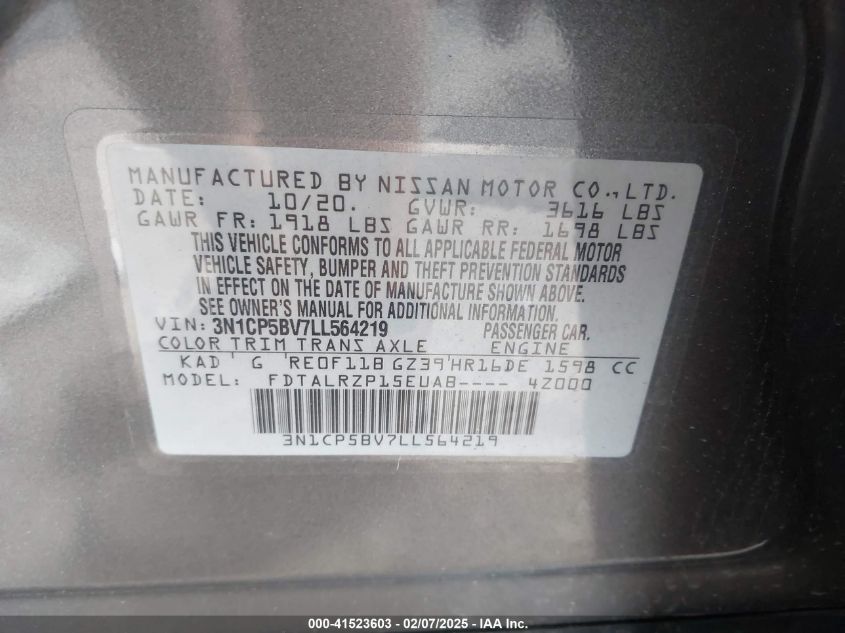 MANUFACTURED BY NISSAN MOTOR CO., LTD.
DATE: 10/20. GVWR: 3616 LBS
GAWR FR: 1918 LBS GAWR RR: 1698 LBS
THIS VEHICLE CONFORMS TO ALL APPLICABLE FEDERAL MOTOR
VEHICLE SAFETY, BUMPER AND THEFT PREVENTION STANDARDS
IN EFFECT ON THE DATE OF MANUFACTURE SHOWN ABOVE.
SEE OWNER'S MANUAL FOR ADDITIONAL INFORMATION.
VIN: 3N1CP5BV7LL564219 PASSENGER CAR.
COLOR TRIM TRANS AXLE ENGINE
KAD G RE0F11B GZ39 HR16DE 1598 CC
MODEL: FDTALRZP15EUAB---- 4Z000
3N1CP5BV7LL564219
000-41523603 - 02/07/2025 - IAA Inc.